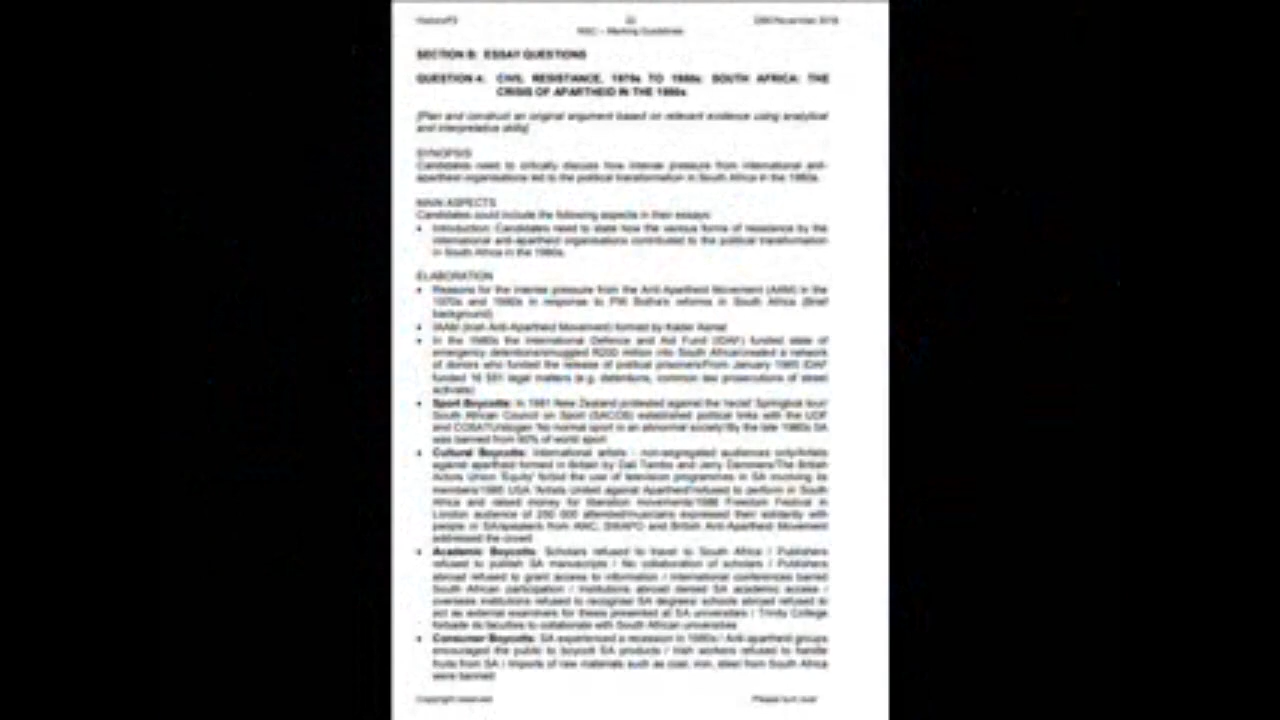 22
NSC – Marking Guidelines
SECTION B: ESSAY QUESTIONS
QUESTION 4: CIVIL RESISTANCE, 1970s TO 1980s: SOUTH AFRICA: THE
CRISIS OF APARTHEID IN THE 1980s
[Plan and construct an original argument based on relevant evidence using analytical
and interpretative skills]
SYNOPSIS
Candidates need to critically discuss how intense pressure from international anti-
apartheid organisations led to the political transformation in South Africa in the 1980s.
MAIN ASPECTS
Candidates could include the following aspects in their essays:
• Introduction: Candidates need to state how the various forms of resistance by the
international anti-apartheid organisations contributed to the political transformation
in South Africa in the 1980s.
ELABORATION
• Reasons for the intense pressure from the Anti-Apartheid Movement (AAM) in the
1970s and 1980s in response to PW Botha's reforms in South Africa (Brief
background)
• IAAM (Irish Anti-Apartheid Movement) formed by Kader Asmal
• In the 1980s the International Defence and Aid Fund (IDAF) funded state of
emergency detentions/smuggled R200 million into South Africa/created a network
of donors who funded the release of political prisoners/From January 1985 IDAF
funded 16 551 legal matters (e.g. detentions, common law prosecutions of street
activists)
• Sport Boycotts: In 1981 New Zealand protested against the 'racist' Springbok tour/
South African Council on Sport (SACOS) established political links with the UDF
and COSATU/slogan 'No normal sport in an abnormal society'/By the late 1980s SA
was banned from 90% of world sport
• Cultural Boycotts: International artists - non-segregated audiences only/Artists
against apartheid formed in Britain by Dali Tambo and Jerry Dammers/The British
Actors Union 'Equity' forbid the use of television programmes in SA involving its
members/1985 USA 'Artists United against Apartheid'/refused to perform in South
Africa and raised money for liberation movements/1986 Freedom Festival in
London audience of 250 000 attended/musicians expressed their solidarity with
people in SA/speakers from ANC, SWAPO and British Anti-Apartheid Movement
addressed the crowd
• Academic Boycotts: Scholars refused to travel to South Africa / Publishers
refused to publish SA manuscripts / No collaboration of scholars / Publishers
abroad refused to grant access to information / International conferences barred
South African participation / Institutions abroad denied SA academic access /
overseas institutions refused to recognise SA degrees/ schools abroad refused to
act as external examiners for thesis presented at SA universities / Trinity College
forbade its faculties to collaborate with South African universities
• Consumer Boycotts: SA experienced a recession in 1980s / Anti-apartheid groups
encouraged the public to boycott SA products / Irish workers refused to handle
fruits from SA / Imports of raw materials such as coal, iron, steel from South Africa
were banned
Copyright reserved
Please turn over